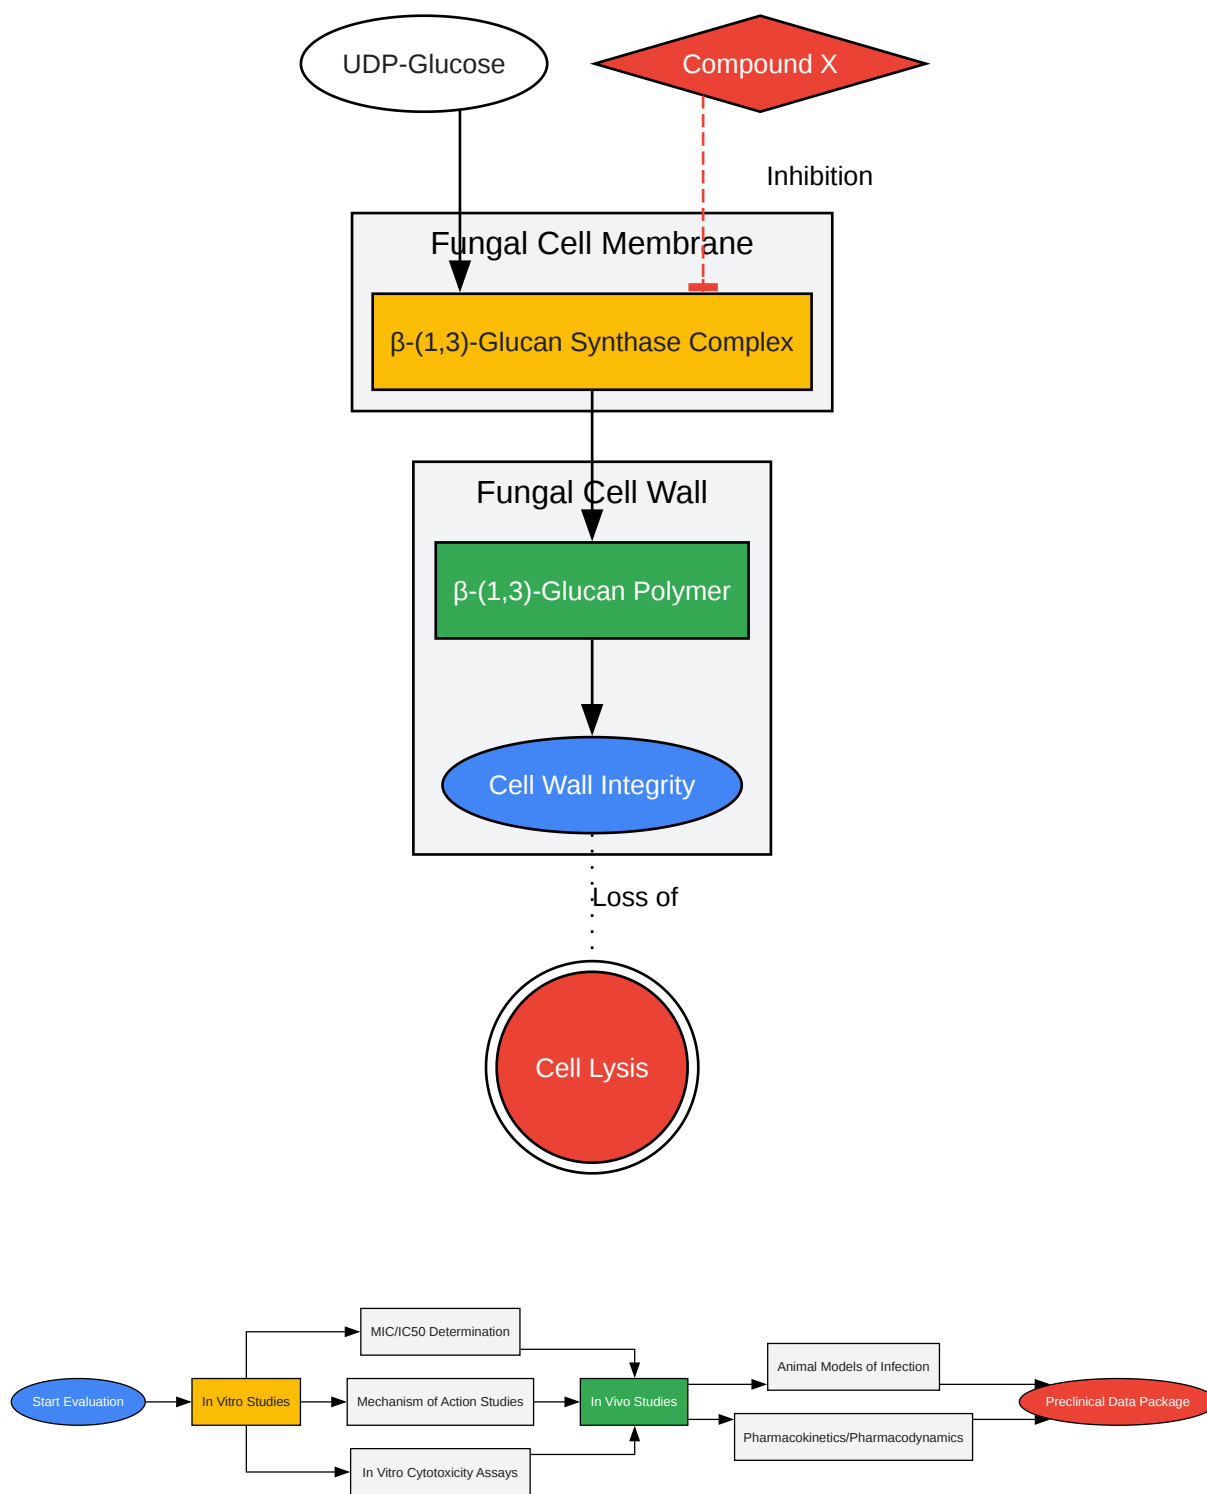 UDP-Glucose
Compound X
Inhibition
Fungal Cell Membrane
β-(1,3)-Glucan Synthase Complex
Fungal Cell Wall
β-(1,3)-Glucan Polymer
Cell Wall Integrity
Loss of
Cell Lysis
MIC/IC50 Determination
Animal Models of Infection
Start Evaluation
In Vitro Studies
Mechanism of Action Studies
In Vivo Studies
Preclinical Data Package
Pharmacokinetics/Pharmacodynamics
In Vitro Cytotoxicity Assays